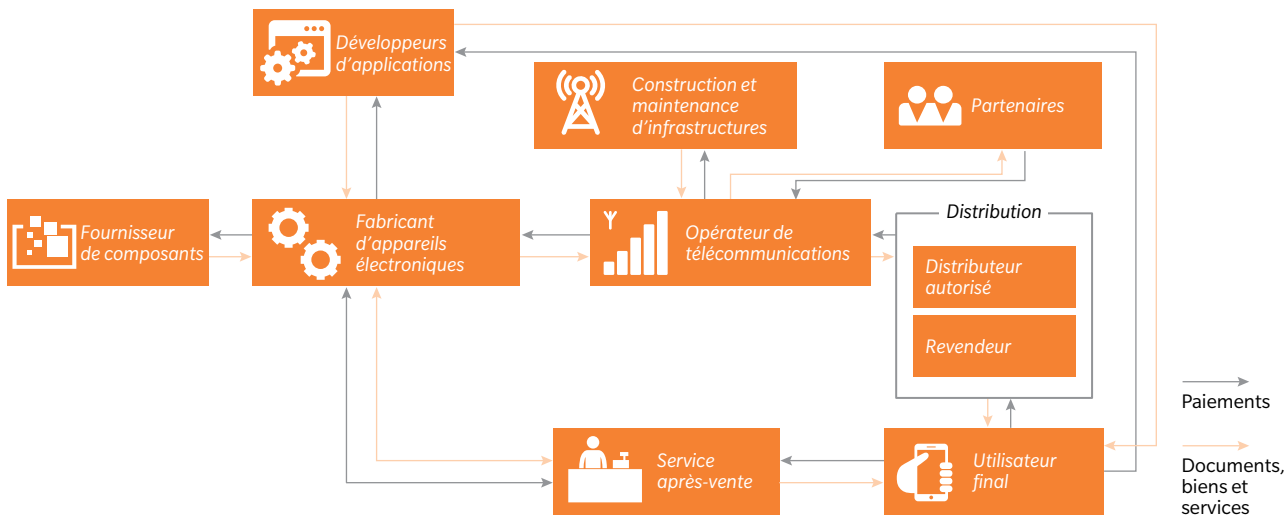 Développeurs
d'applications
Construction et
maintenance
d'infrastructures
Partenaires
Fournisseur
de composants
Fabricant
d'appareils
électroniques
Opérateur de
télécommunications
Distribution
Distributeur
autorisé
Revendeur
Service
après-vente
Utilisateur
final
Paiements
Documents,
biens et
services